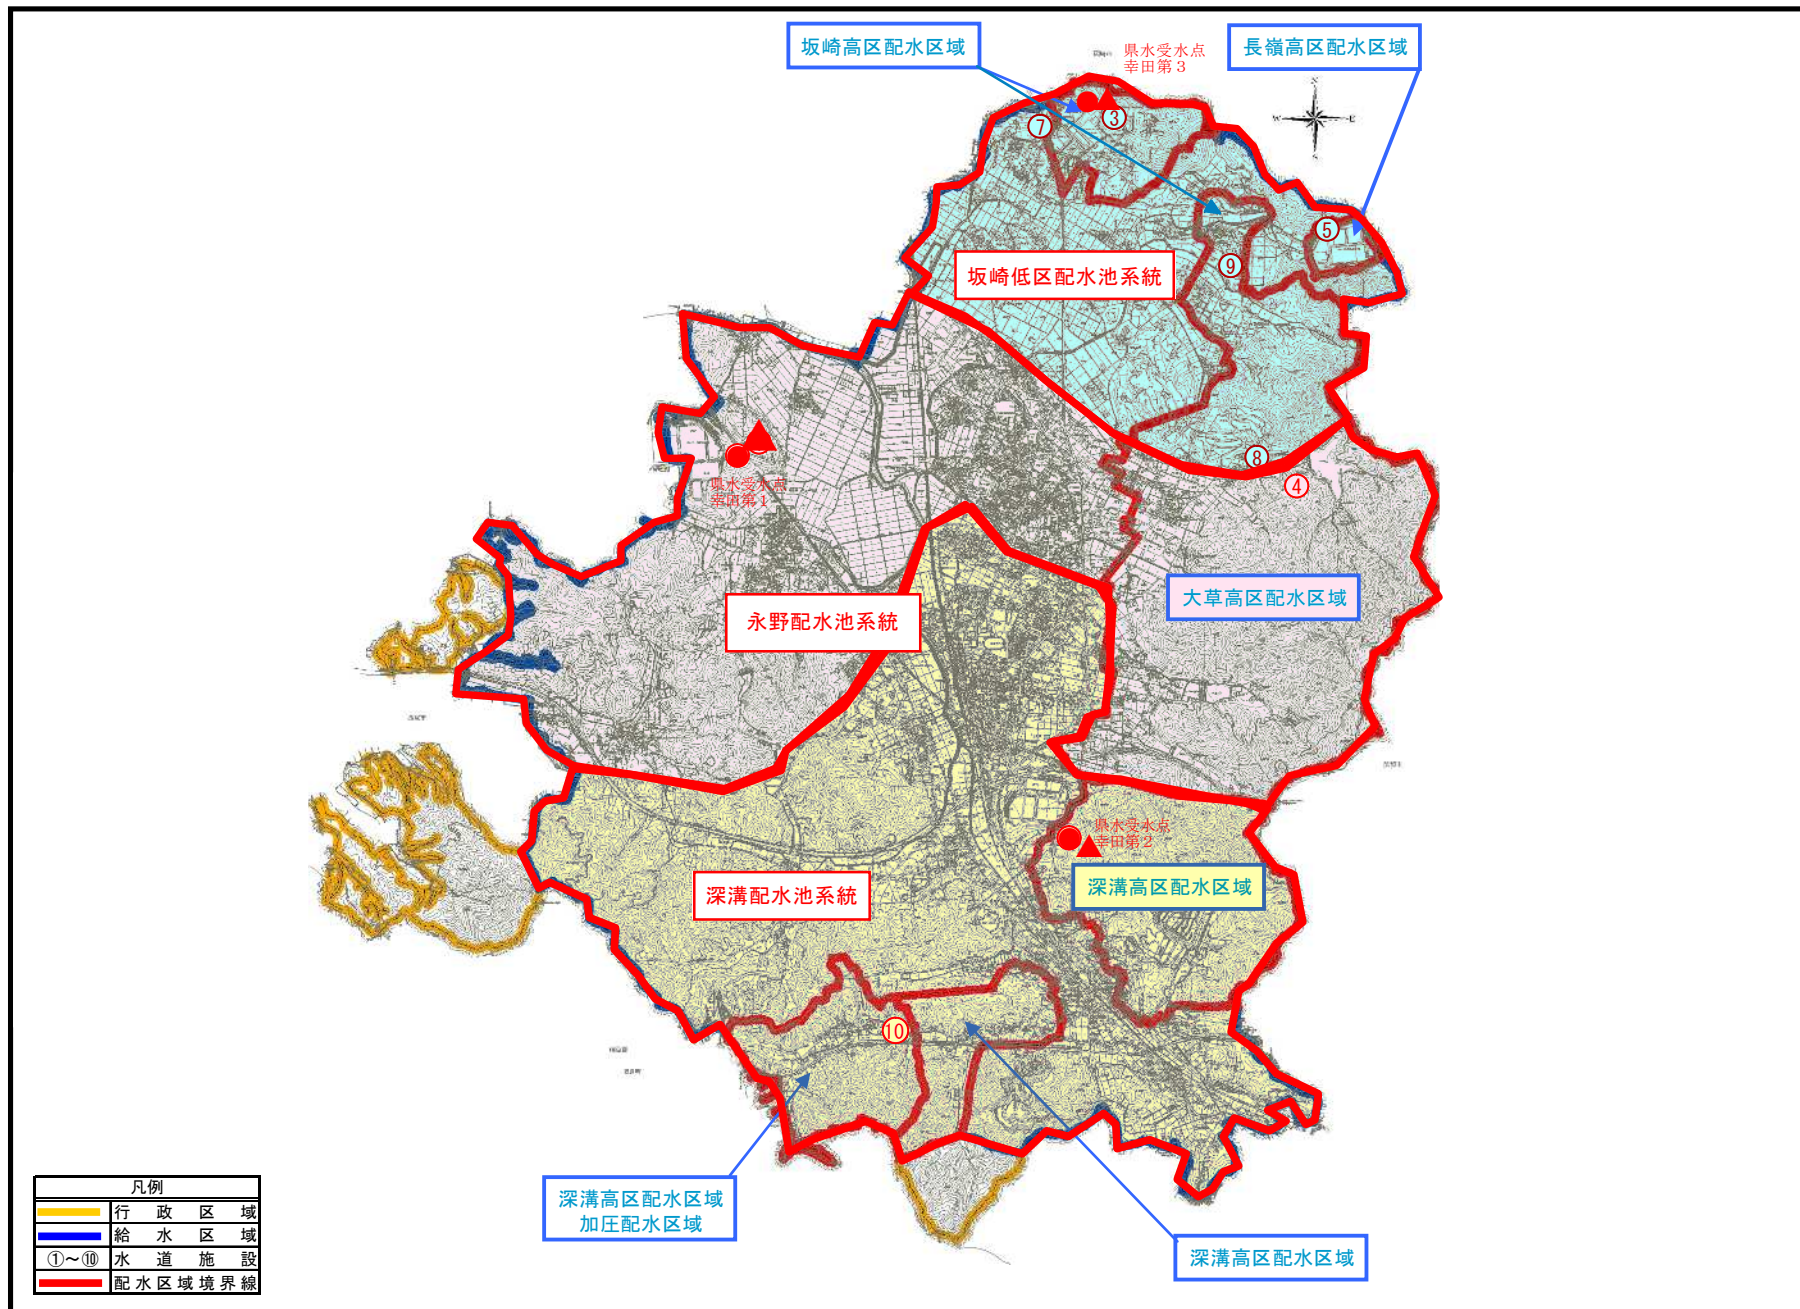 坂崎高区配水区域
県水受水点
幸田第3
長嶺高区配水区域
N
W
E
S
⑦
③
⑤
⑨
坂崎低区配水池系統
⑧
④
県水受水点
幸田第1
大草高区配水区域
永野配水池系統
県水受水点
幸田第2
深溝高区配水区域
深溝配水池系統
⑩
深溝高区配水区域
加圧配水区域
深溝高区配水区域
凡例
行政区域
給水区域
①~⑩ 水道施設
配水区域境界線